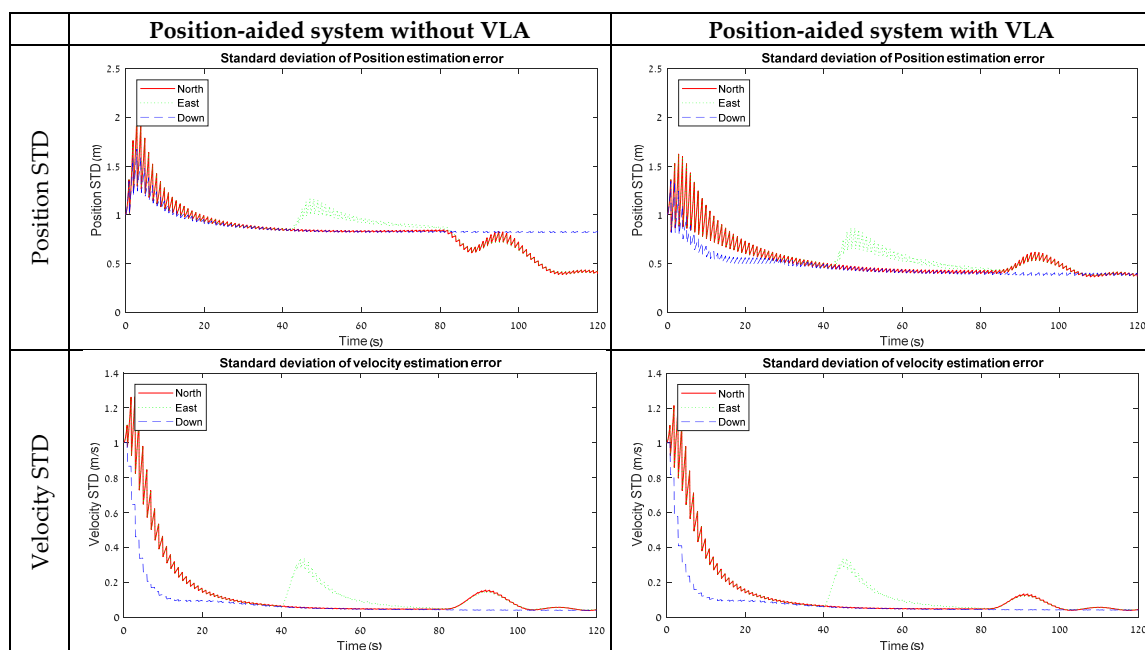 Position-aided system without VLA
Position-aided system with VLA
Position STD
Standard deviation of Position estimation error
Position STD (m)
2.5
2
1.5
1
0.5
0
North
East
Down
0 20 40 60 80 100 120
Time (s)
Standard deviation of Position estimation error
Position STD (m)
2.5
2
1.5
1
0.5
0
North
East
Down
0 20 40 60 80 100 120
Time (s)
Velocity STD
Standard deviation of velocity estimation error
Velocity STD (m/s)
1.4
1.2
1
0.8
0.6
0.4
0.2
0
North
East
Down
0 20 40 60 80 100 120
Time (s)
Standard deviation of velocity estimation error
Velocity STD (m/s)
1.4
1.2
1
0.8
0.6
0.4
0.2
0
North
East
Down
0 20 40 60 80 100 120
Time (s)